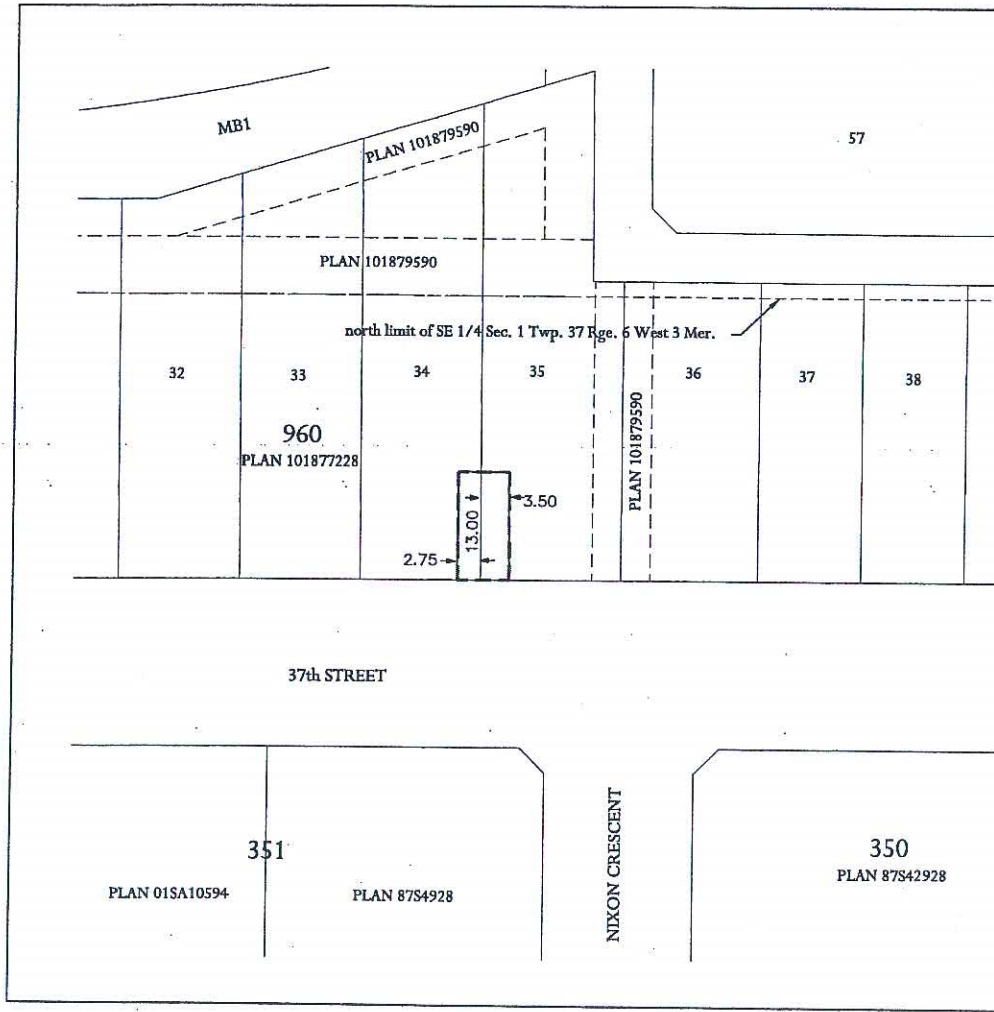 MB1
PLAN 101879590
57
PLAN 101879590
north limit of SE 1/4 Sec. 1 Twp. 37 Rge. 6 West 3 Mer.
32
33
34
35
36
37
38
960
PLAN 101877228
PLAN 101879590
13.00
3.50
2.75
37th STREET
NIXON CRESCENT
351
PLAN 01SA10594
PLAN 87S4928
350
PLAN 87S42928